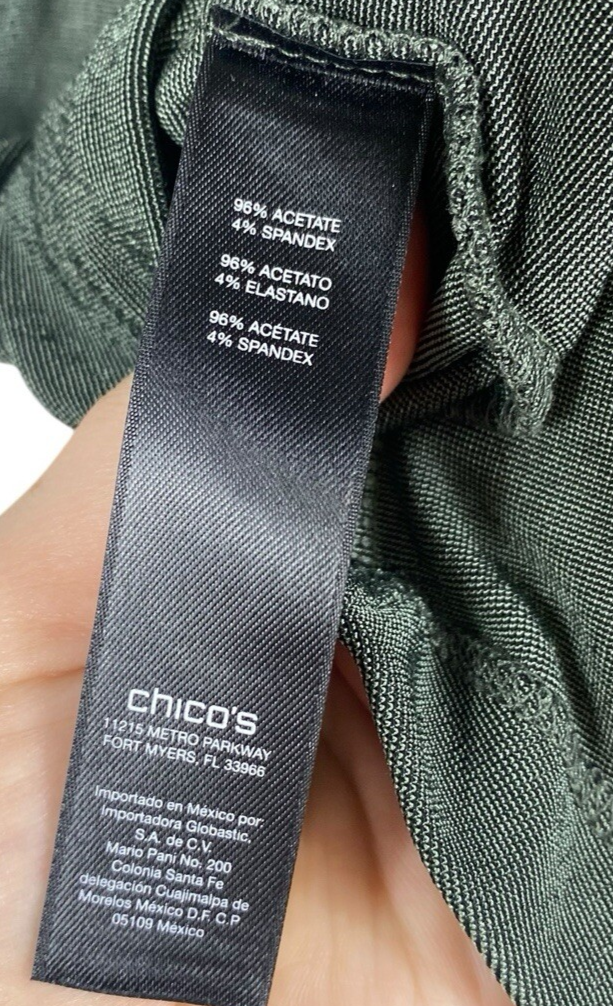 96% ACETATE
4% SPANDEX
96% ACETATO
4% ELASTANO
96% ACÉTATE
4% SPANDEX
chico's
11215 METRO PARKWAY
FORT MYERS, FL 33966
Importado en México por:
Importadora Globastic,
S.A. de C.V.
Mario Pani No. 200
Colonia Santa Fe
delegación Cuajimalpa de
Morelos México D.F. C.P
05109 México